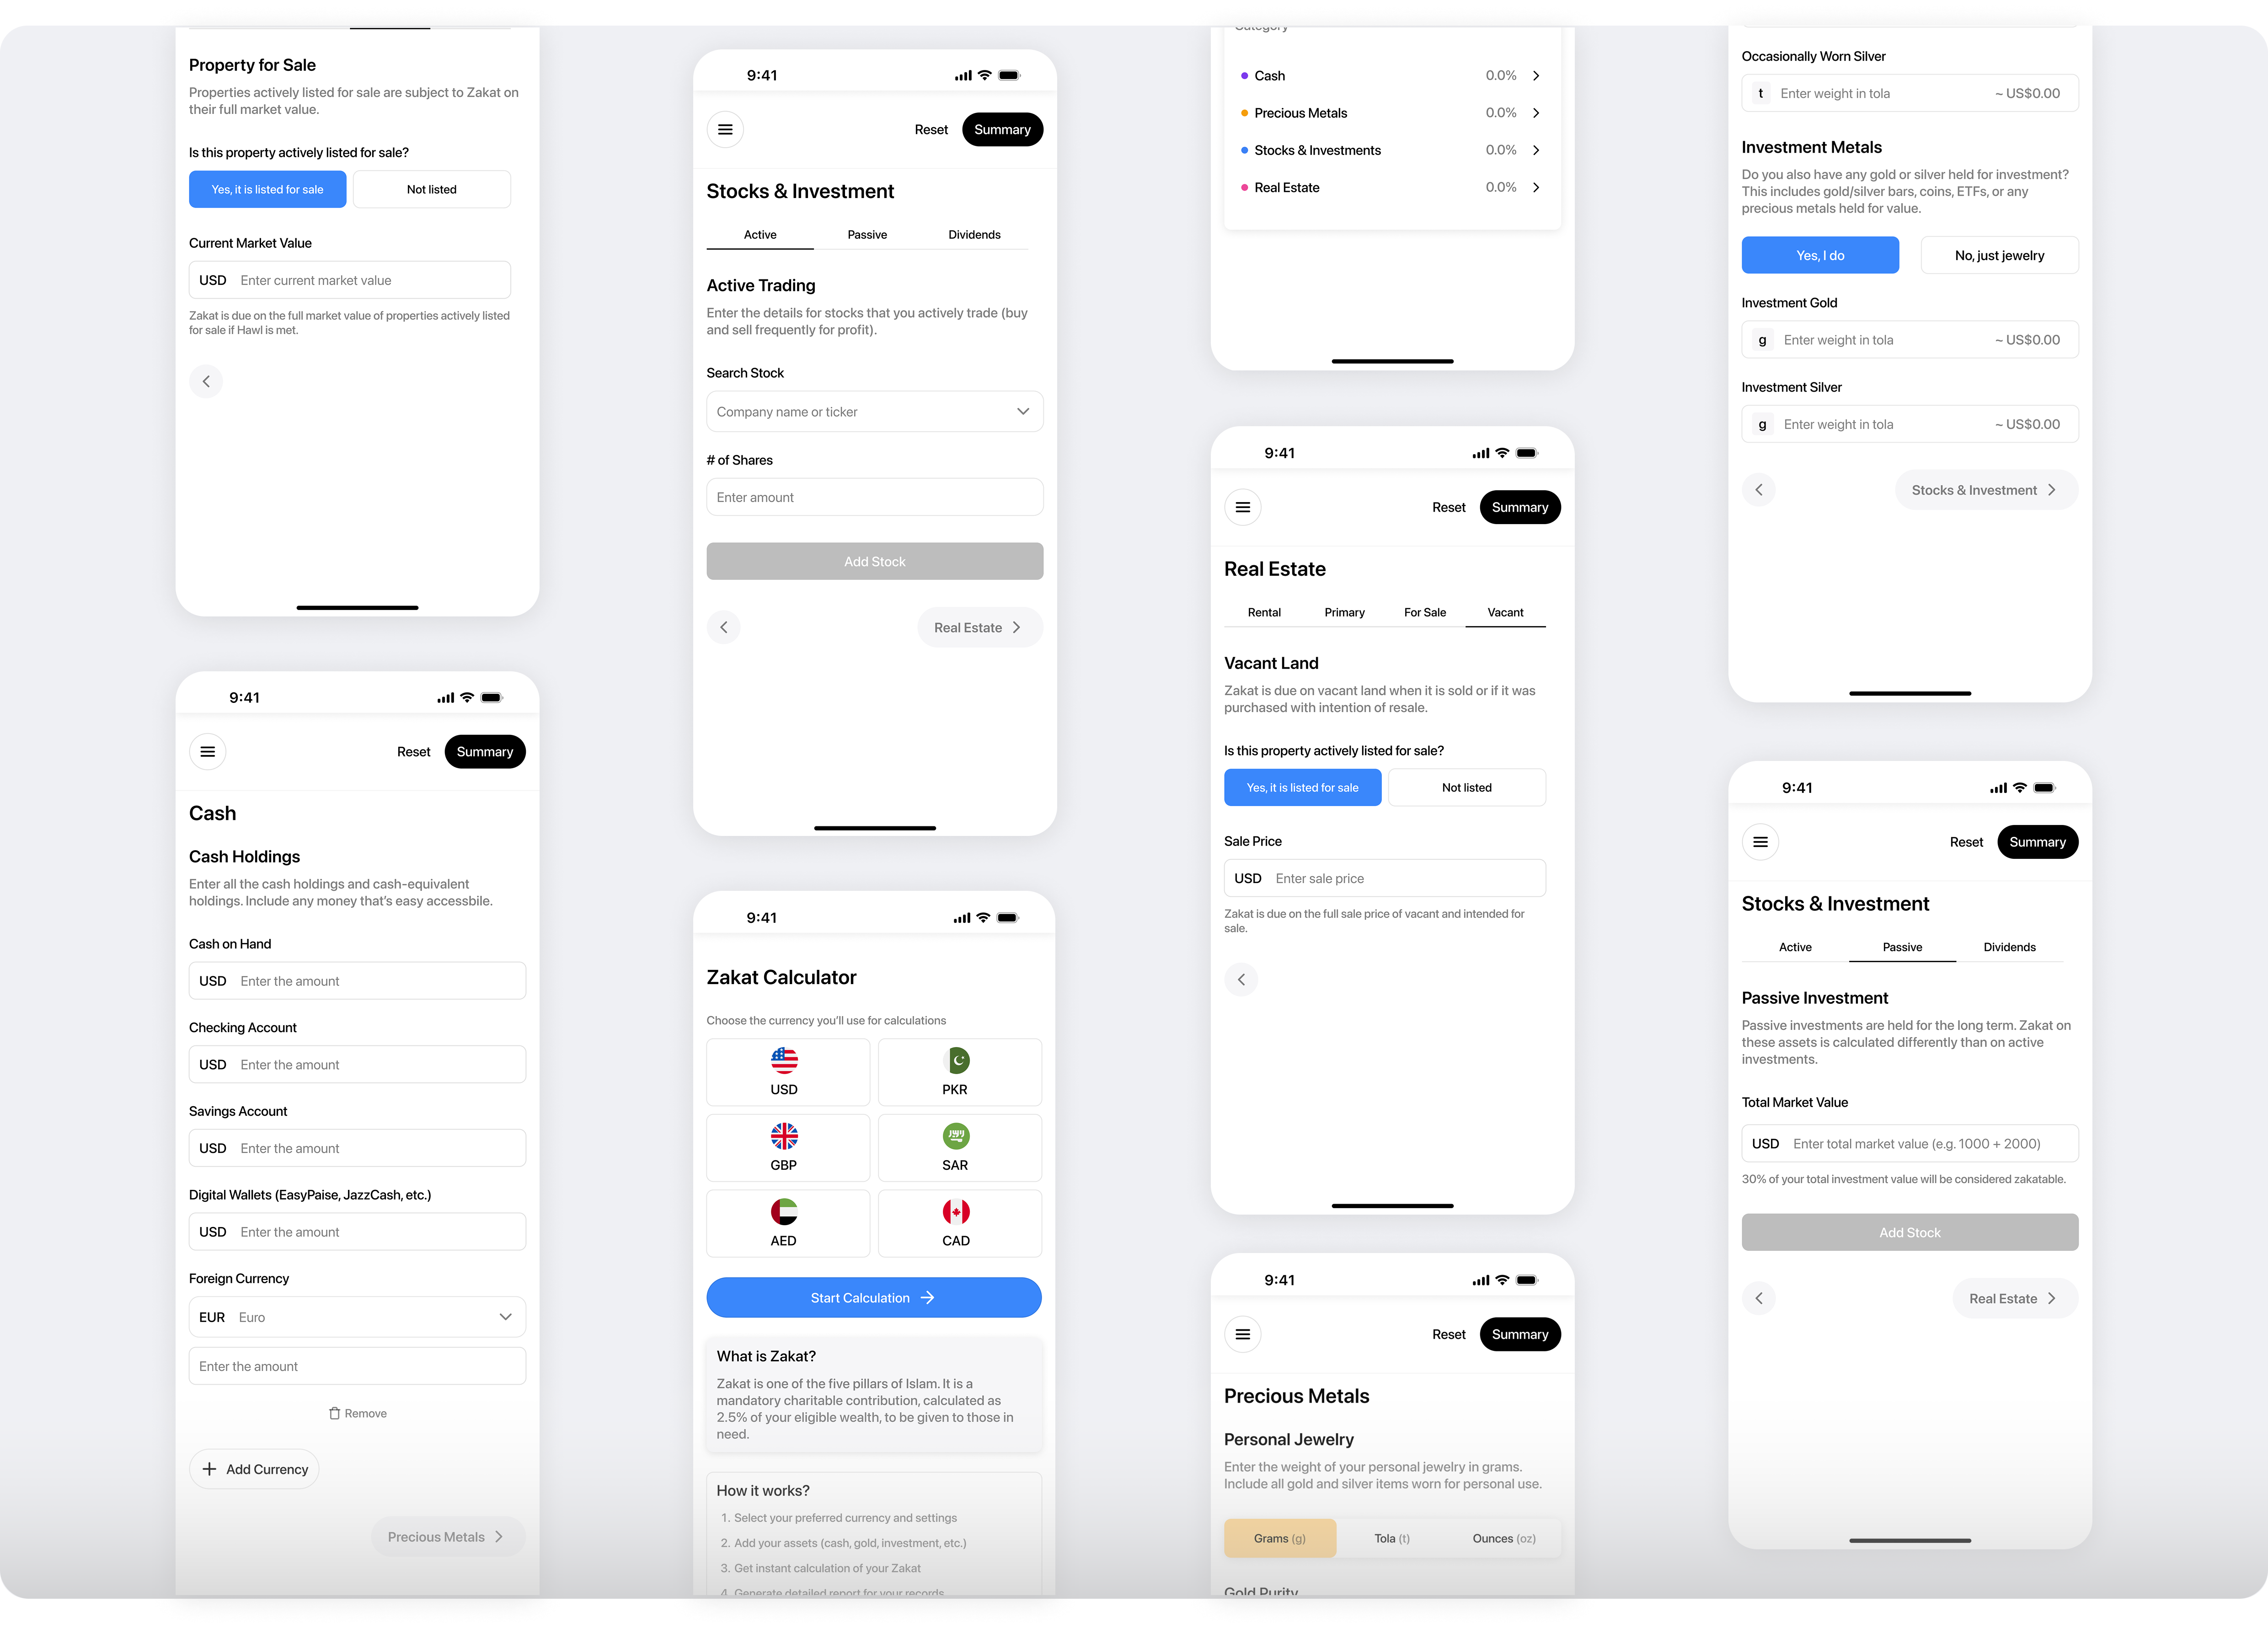 Property for Sale
Properties actively listed for sale are subject to Zakat on
their full market value.
Is this property actively listed for sale?
Yes, it is listed for sale
Not listed
Current Market Value
USD Enter current market value
Zakat is due on the full market value of properties actively listed
for sale if Hawl is met.
9:41
Reset Summary
Cash
Cash Holdings
Enter all the cash holdings and cash-equivalent
holdings. Include any money that's easy accessbile.
Cash on Hand
USD Enter the amount
Checking Account
USD Enter the amount
Savings Account
USD Enter the amount
Digital Wallets (EasyPaise, JazzCash, etc.)
USD Enter the amount
Foreign Currency
EUR Euro
Enter the amount
Remove
Add Currency
Precious Metals
9:41
Reset Summary
Stocks & Investment
Active Passive Dividends
Active Trading
Enter the details for stocks that you actively trade (buy
and sell frequently for profit).
Search Stock
Company name or ticker
# of Shares
Enter amount
Add Stock
Real Estate
9:41
Zakat Calculator
Choose the currency you'll use for calculations
USD PKR
GBP SAR
AED CAD
Start Calculation
What is Zakat?
Zakat is one of the five pillars of Islam. It is a
mandatory charitable contribution, calculated as
2.5% of your eligible wealth, to be given to those in
need.
How it works?
1. Select your preferred currency and settings
2. Add your assets (cash, gold, investment, etc.)
3. Get instant calculation of your Zakat
4. Generate detailed report for your records
Category
Cash 0.0%
Precious Metals 0.0%
Stocks & Investments 0.0%
Real Estate 0.0%
9:41
Reset Summary
Real Estate
Rental Primary For Sale Vacant
Vacant Land
Zakat is due on vacant land when it is sold or if it was
purchased with intention of resale.
Is this property actively listed for sale?
Yes, it is listed for sale
Not listed
Sale Price
USD Enter sale price
Zakat is due on the full sale price of vacant and intended for
sale.
9:41
Reset Summary
Precious Metals
Personal Jewelry
Enter the weight of your personal jewelry in grams.
Include all gold and silver items worn for personal use.
Grams (g) Tola (t) Ounces (oz)
Gold Purity
Occasionally Worn Silver
t Enter weight in tola ~ US$0.00
Investment Metals
Do you also have any gold or silver held for investment?
This includes gold/silver bars, coins, ETFs, or any
precious metals held for value.
Yes, I do
No, just jewelry
Investment Gold
g Enter weight in tola ~ US$0.00
Investment Silver
g Enter weight in tola ~ US$0.00
Stocks & Investment
9:41
Reset Summary
Stocks & Investment
Active Passive Dividends
Passive Investment
Passive investments are held for the long term. Zakat on
these assets is calculated differently than on active
investments.
Total Market Value
USD Enter total market value (e.g. 1000 + 2000)
30% of your total investment value will be considered zakatable.
Add Stock
Real Estate